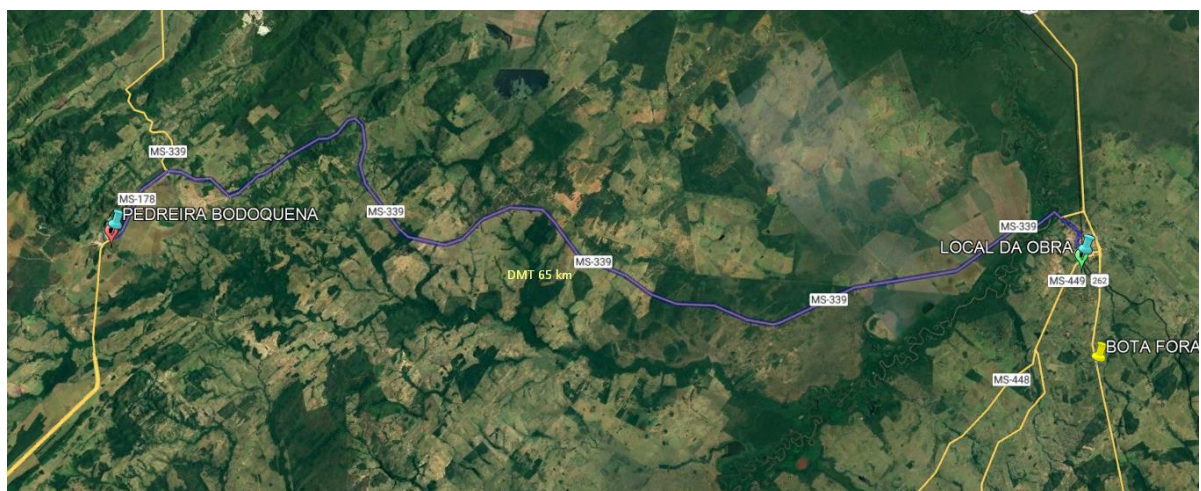 MS-339
MS-178
PEDREIRA BODOQUENA
MS-339
MS-339
DMT 65 km
MS-339
MS-339
LOCAL DA OBRA
MS-449
262
BOTA FORA
MS-448